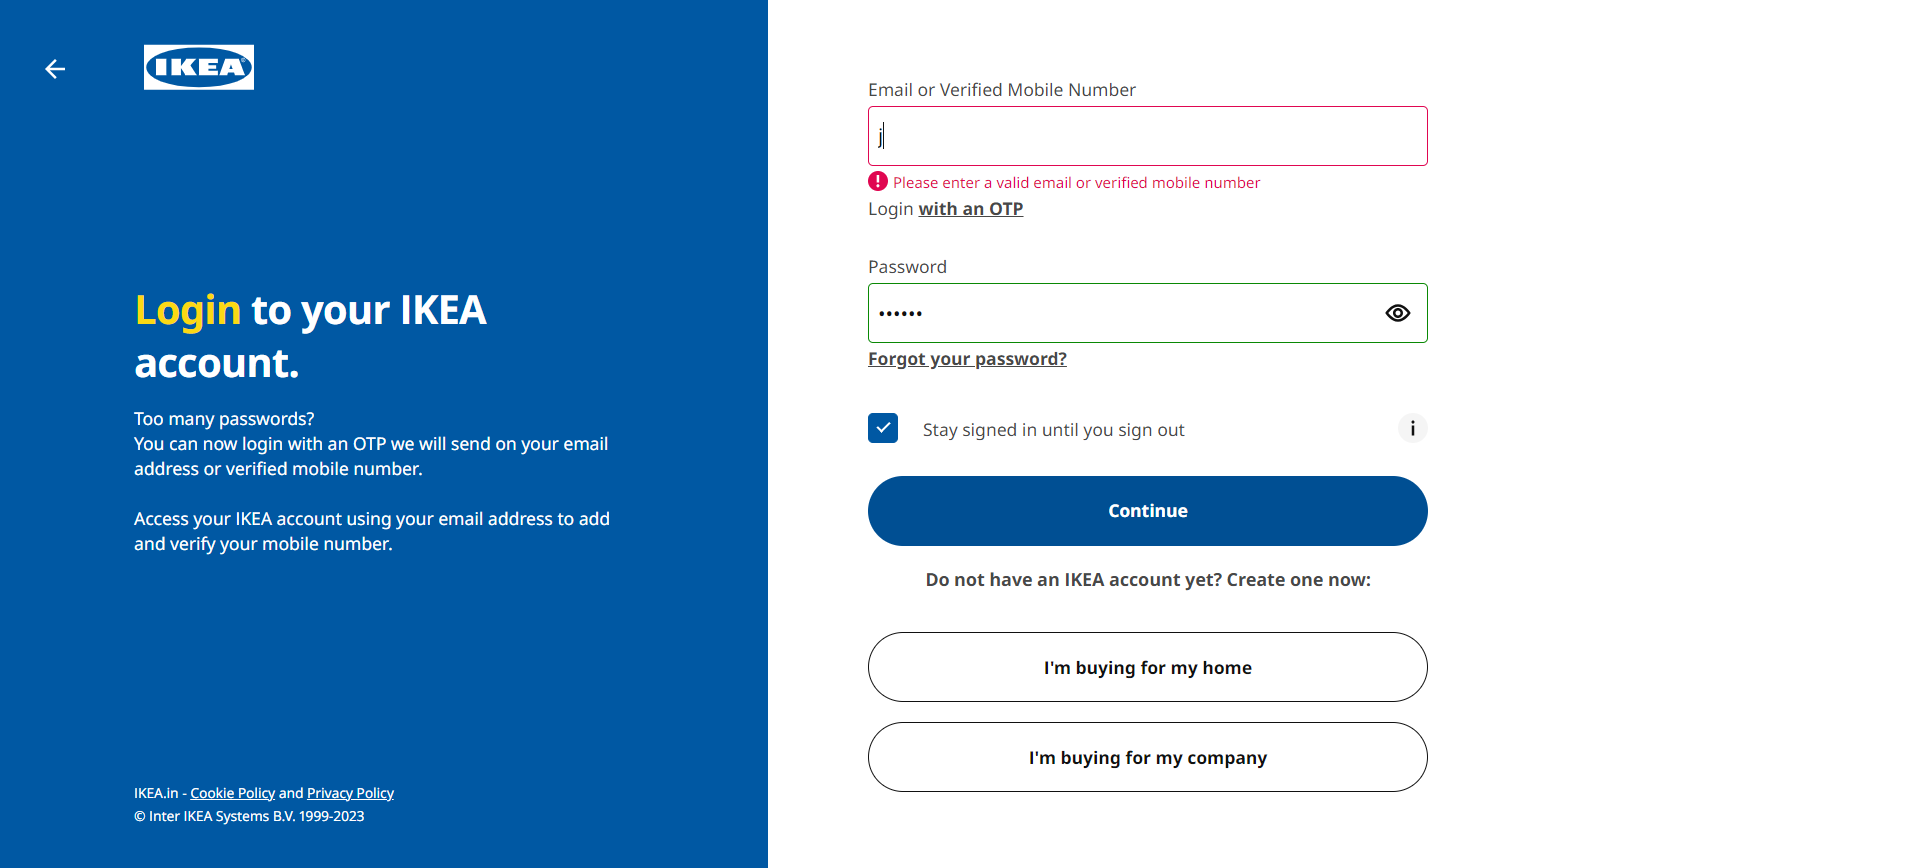 IKEA
Login to your IKEA
account.
Too many passwords?
You can now login with an OTP we will send on your email
address or verified mobile number.
Access your IKEA account using your email address to add
and verify your mobile number.
IKEA.in - Cookie Policy and Privacy Policy
© Inter IKEA Systems B.V. 1999-2023
Email or Verified Mobile Number
j
Please enter a valid email or verified mobile number
Login with an OTP
Password
••••••
Forgot your password?
Stay signed in until you sign out
Continue
Do not have an IKEA account yet? Create one now:
I'm buying for my home
I'm buying for my company